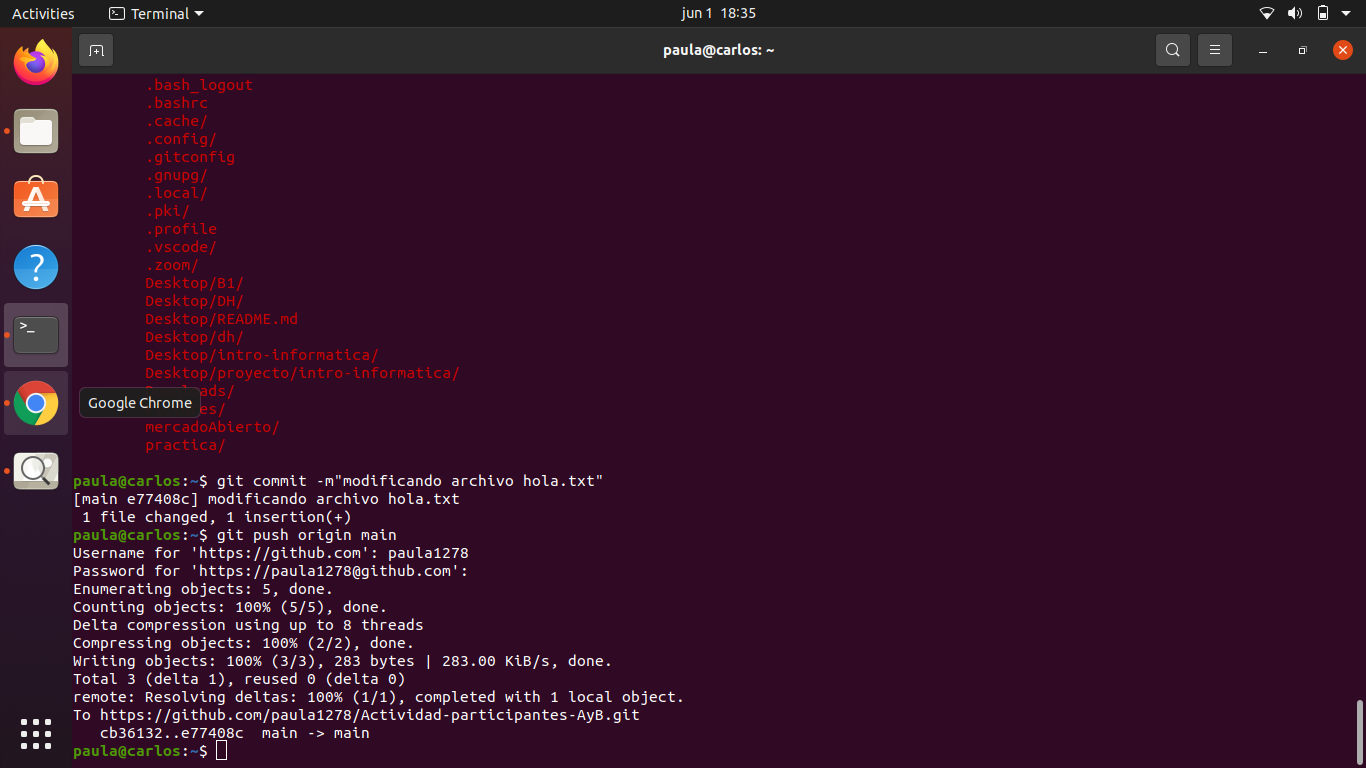 Activities
Terminal
jun 1 18:35
paula@carlos: ~
.bash_logout
.bashrc
.cache/
.config/
.gitconfig
.gnupg/
.local/
.pki/
.profile
.vscode/
.zoom/
Desktop/B1/
Desktop/DH/
Desktop/README.md
Desktop/dh/
Desktop/intro-informatica/
Desktop/proyecto/intro-informatica/
Google Chrome
mercadoAbierto/
practica/
paula@carlos:~$ git commit -m"modificando archivo hola.txt"
[main e77408c] modificando archivo hola.txt
1 file changed, 1 insertion(+)
paula@carlos:~$ git push origin main
Username for 'https://github.com': paula1278
Password for 'https://paula1278@github.com':
Enumerating objects: 5, done.
Counting objects: 100% (5/5), done.
Delta compression using up to 8 threads
Compressing objects: 100% (2/2), done.
Writing objects: 100% (3/3), 283 bytes | 283.00 KiB/s, done.
Total 3 (delta 1), reused 0 (delta 0)
remote: Resolving deltas: 100% (1/1), completed with 1 local object.
To https://github.com/paula1278/Actividad-participantes-AyB.git
cb36132..e77408c  main -> main
paula@carlos:~$